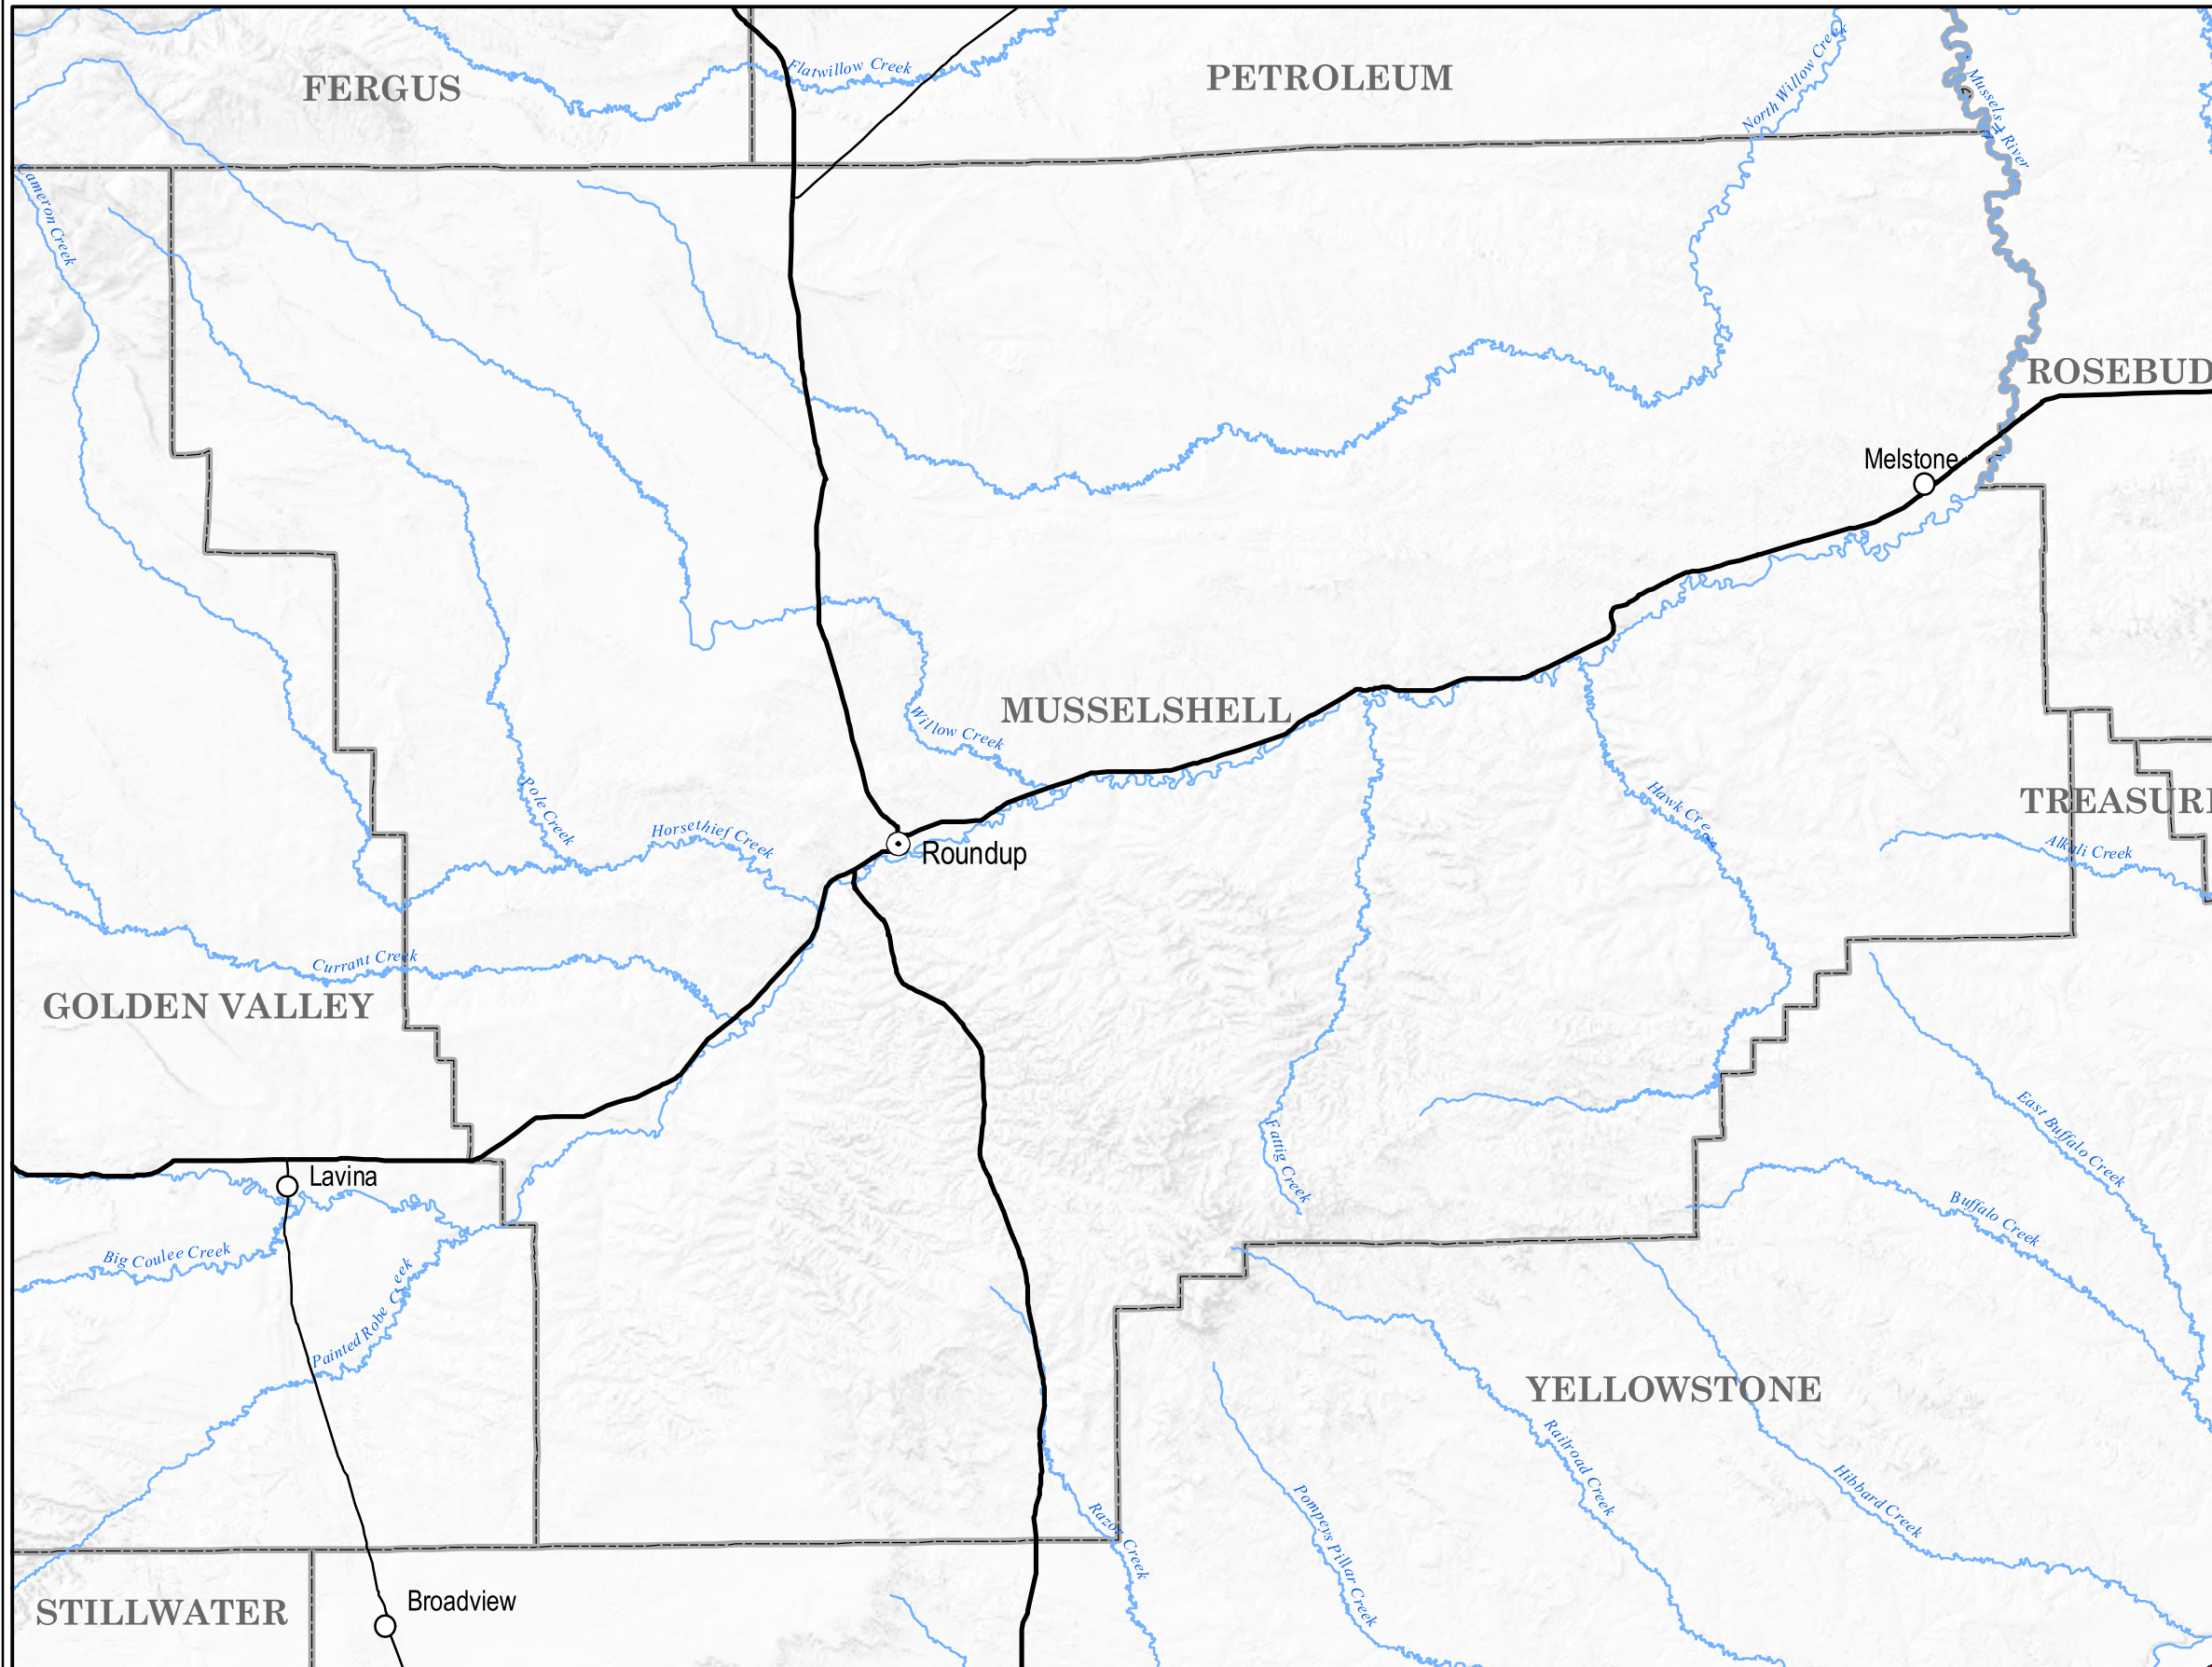 Flatwillow Creek
FERGUS
PETROLEUM
North Willow Creek
River
Cameron Creek
ROSEBUD
Melstone
MUSSELSHELL
Willow Creek
Pole Creek
Horsethief Creek
Roundup
Hawk Creek
TREASUR
Alkali Creek
Currant Creek
GOLDEN VALLEY
East Buffalo Creek
Fattig Creek
Lavina
Buffalo Creek
Big Coulee Creek
Painted Robe Creek
YELLOWSTONE
Railroad Creek
Hibbard Creek
Pompeys Pillar Creek
Razor Creek
STILLWATER
Broadview